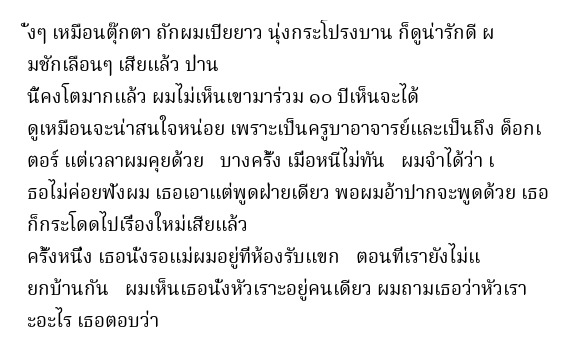 ั่งๆ เหมือนตุ๊กตา ถักผมเปียยาว นุ่งกระโปรงบาน ก็ดูน่ารักดี ผ
มชักเลือนๆ เสียแล้ว ปาน
นี้คงโตมากแล้ว ผมไม่เห็นเขามาร่วม ๑๐ ปีเห็นจะได้
ดูเหมือนจะน่าสนใจหน่อย เพราะเป็นครูบาอาจารย์และเป็นถึง ด็อกเ
ตอร์ แต่เวลาผมคุยด้วย บางครั้ง เมื่อหนีไม่ทัน ผมจำได้ว่า เ
ธอไม่ค่อยฟังผม เธอเอาแต่พูดฝ่ายเดียว พอผมอ้าปากจะพูดด้วย เธอ
ก็กระโดดไปเรื่องใหม่เสียแล้ว
ครั้งหนึ่ง เธอนั่งรอแม่ผมอยู่ที่ห้องรับแขก ตอนที่เรายังไม่แ
ยกบ้านกัน ผมเห็นเธอนั่งหัวเราะอยู่คนเดียว ผมถามเธอว่าหัวเรา
ะอะไร เธอตอบว่า